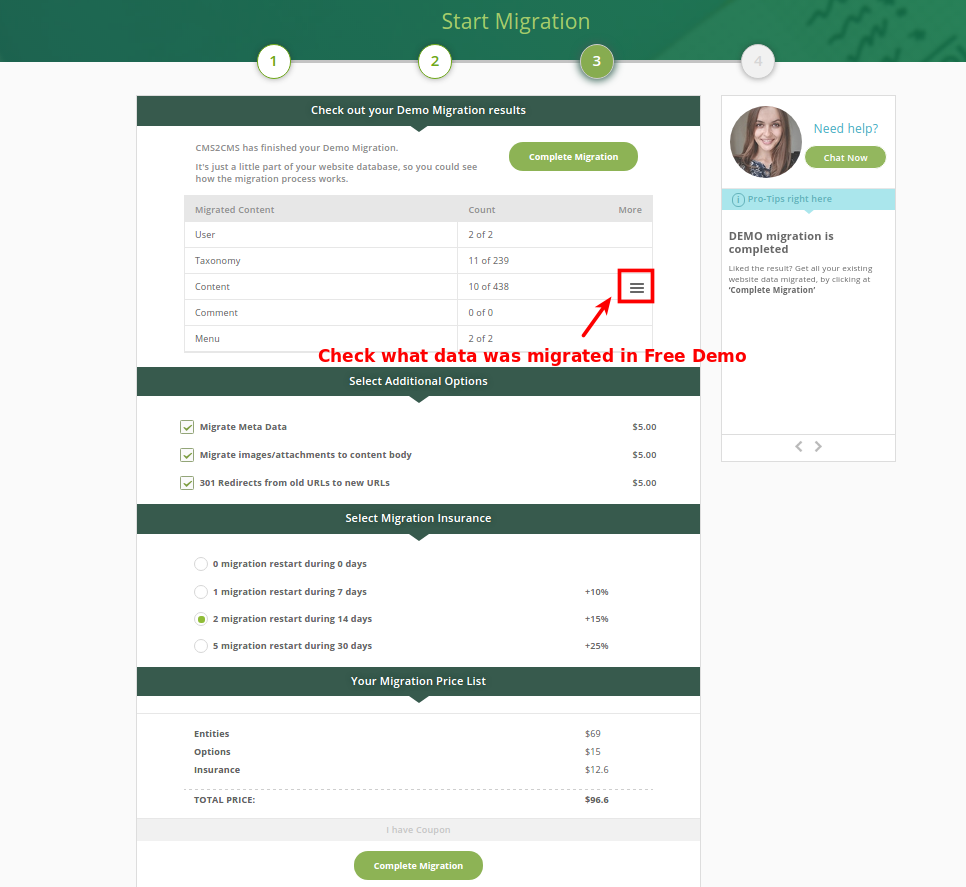 Start Migration
1 2 3 4
Check out your Demo Migration results
CMS2CMS has finished your Demo Migration.
It's just a little part of your website database, so you could see
how the migration process works.
Complete Migration
Migrated Content Count More
User 2 of 2
Taxonomy 11 of 239
Content 10 of 438
Comment 0 of 0
Menu 2 of 2
Check what data was migrated in Free Demo
Select Additional Options
Migrate Meta Data $5.00
Migrate images/attachments to content body $5.00
301 Redirects from old URLs to new URLs $5.00
Select Migration Insurance
0 migration restart during 0 days
1 migration restart during 7 days +10%
2 migration restart during 14 days +15%
5 migration restart during 30 days +25%
Your Migration Price List
Entities $69
Options $15
Insurance $12.6
TOTAL PRICE: $96.6
I have Coupon
Complete Migration
Need help?
Chat Now
i Pro-Tips right here
DEMO migration is
completed
Liked the result? Get all your existing
website data migrated, by clicking at
'Complete Migration'